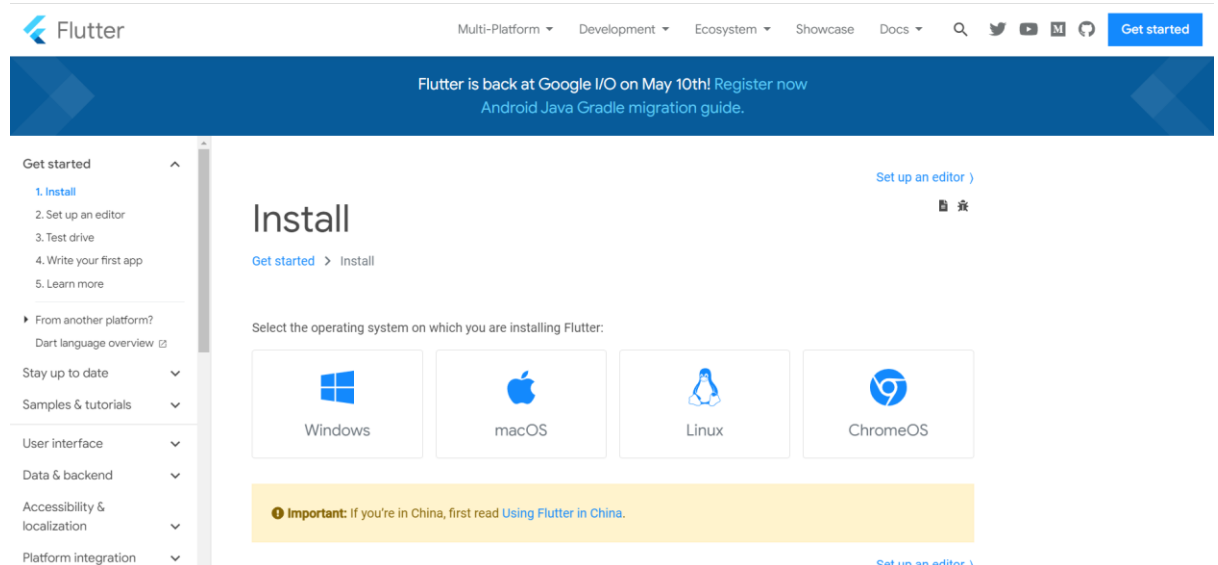 Flutter
Multi-Platform Development Ecosystem Showcase Docs Get started
Flutter is back at Google I/O on May 10th! Register now
Android Java Gradle migration guide.
Get started
1. Install
2. Set up an editor
3. Test drive
4. Write your first app
5. Learn more
From another platform?
Dart language overview
Stay up to date
Samples & tutorials
User interface
Data & backend
Accessibility &
localization
Platform integration
Set up an editor
Install
Get started Install
Select the operating system on which you are installing Flutter:
Windows macOS Linux ChromeOS
Important: If you're in China, first read Using Flutter in China.
Set up an editor